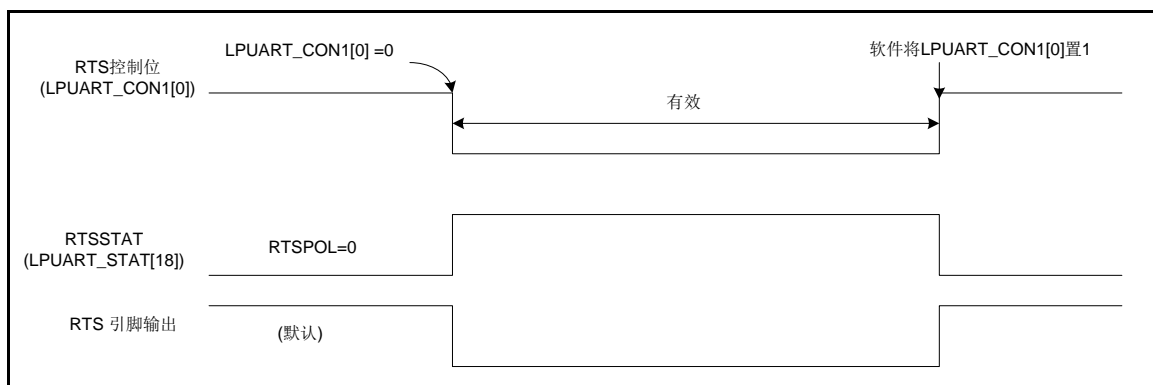 LPUART_CON1[0] =0
软件将LPUART_CON1[0]置1
RTS控制位
(LPUART_CON1[0])
有效
RTSSTAT
(LPUART_STAT[18])
RTSPOL=0
RTS 引脚输出
(默认)